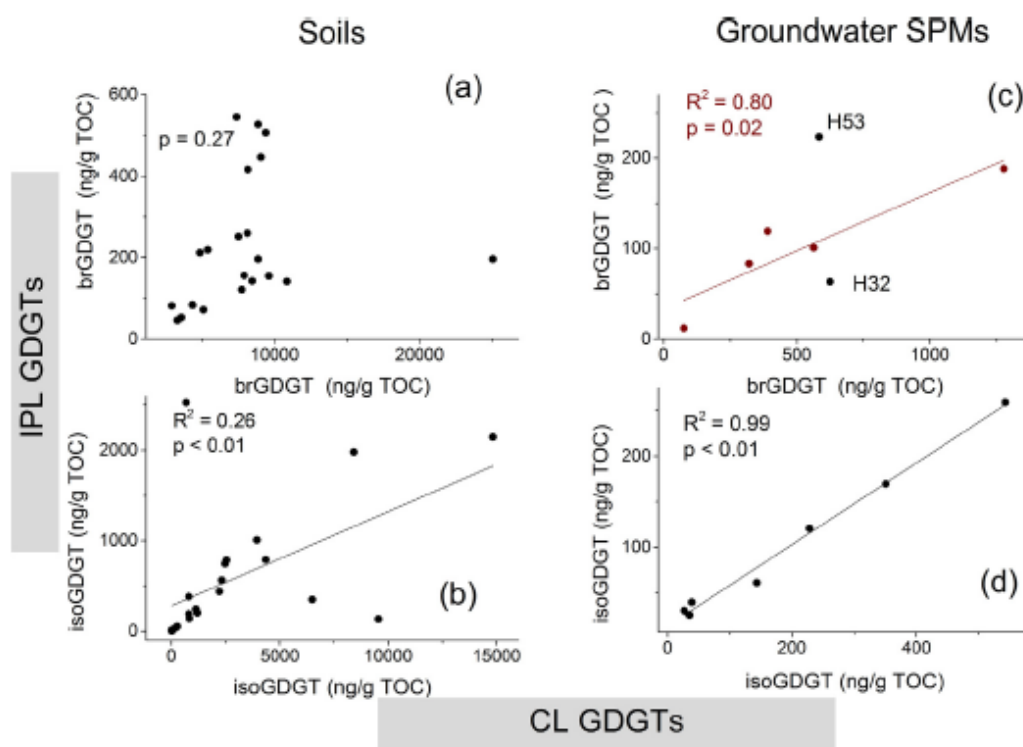 Soils
Groundwater SPMs
IPL GDGTs
(a)
p = 0.27
600
400
200
0
brGDGT (ng/g TOC)
10000
20000
brGDGT (ng/g TOC)
(c)
R² = 0.80
p = 0.02
H53
H32
200
100
0
brGDGT (ng/g TOC)
0
500
1000
brGDGT (ng/g TOC)
R² = 0.26
p < 0.01
(b)
2000
1000
0
isoGDGT (ng/g TOC)
0
5000
10000
15000
isoGDGT (ng/g TOC)
R² = 0.99
p < 0.01
(d)
200
100
isoGDGT (ng/g TOC)
0
200
400
isoGDGT (ng/g TOC)
CL GDGTs